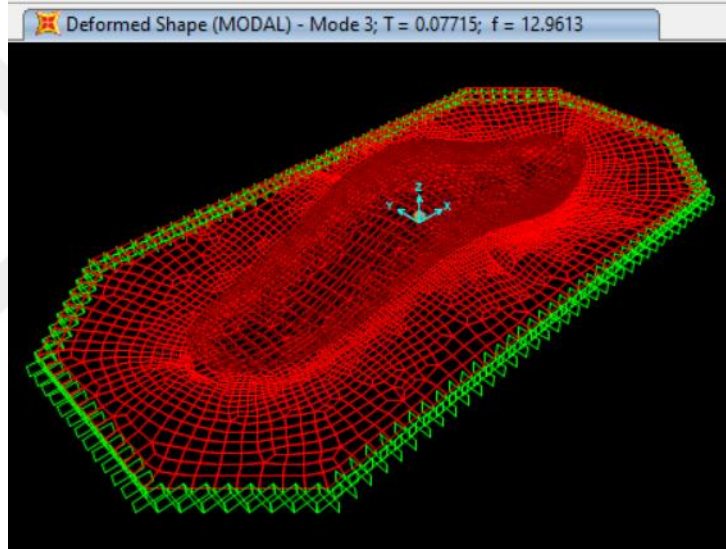 Deformed Shape (MODAL) - Mode 3; T = 0.07715; f = 12.9613
Z
Y
X